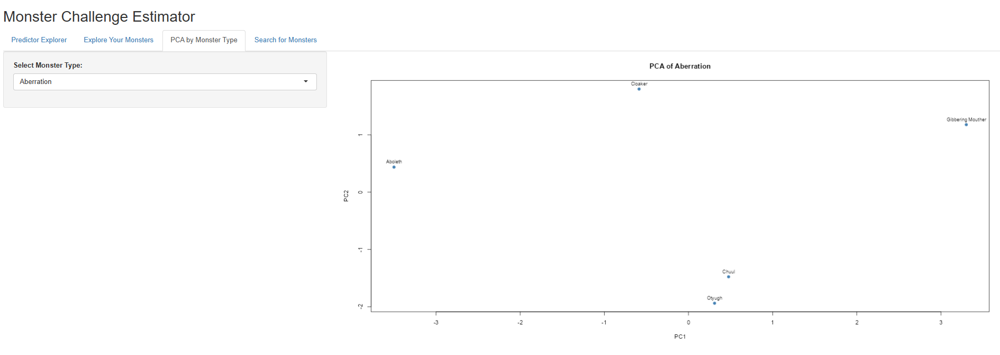 Monster Challenge Estimator
Predictor Explorer Explore Your Monsters PCA by Monster Type Search for Monsters
Select Monster Type:
Aberration
PCA of Aberration
Cloaker
Gibbering Mouther
Aboleth
Chuul
Otyugh
PC2
1
0
-1
-2
-3 -2 -1 0 1 2 3
PC1